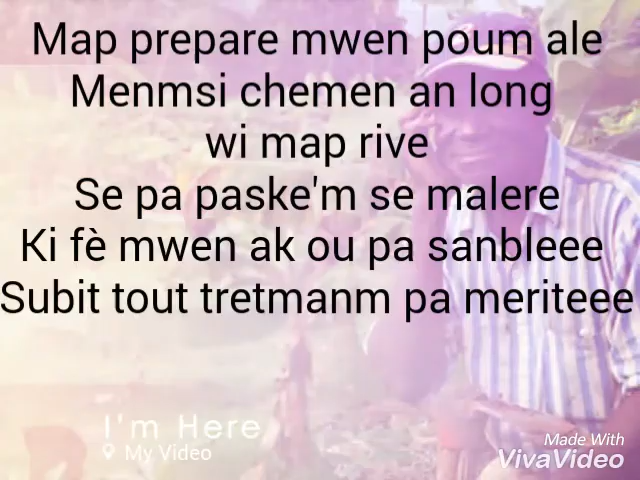 Map prepare mwen poum ale
Menmsi chemen an long
wi map rive
Se pa paske'm se malere
Ki fè mwen ak ou pa sanbleee
Subit tout tretmanm pa meriteee
I'm Here
My Video
Made With
VivaVideo